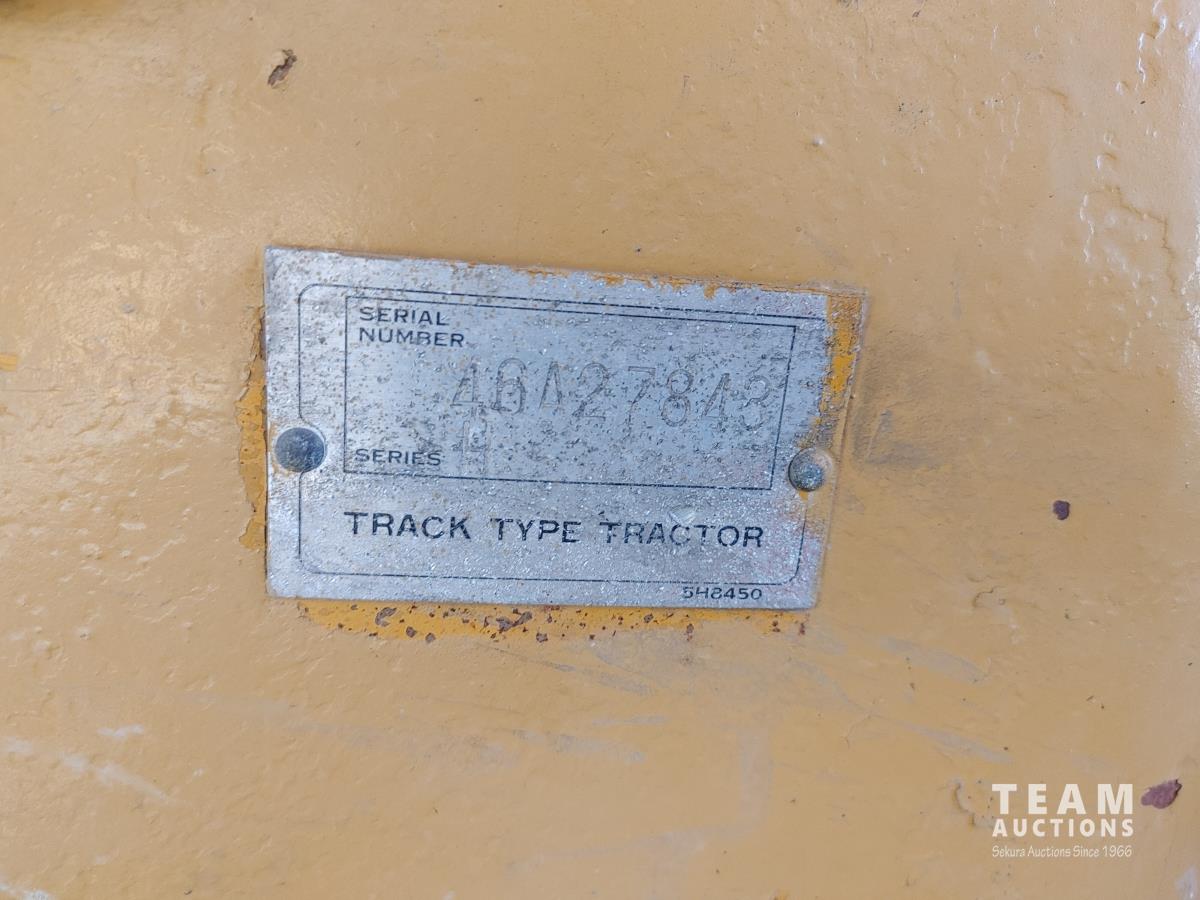 SERIAL
NUMBER
46A27843
SERIES H
TRACK TYPE TRACTOR
5H8450
TEAM
AUCTIONS
Sekura Auctions Since 1966